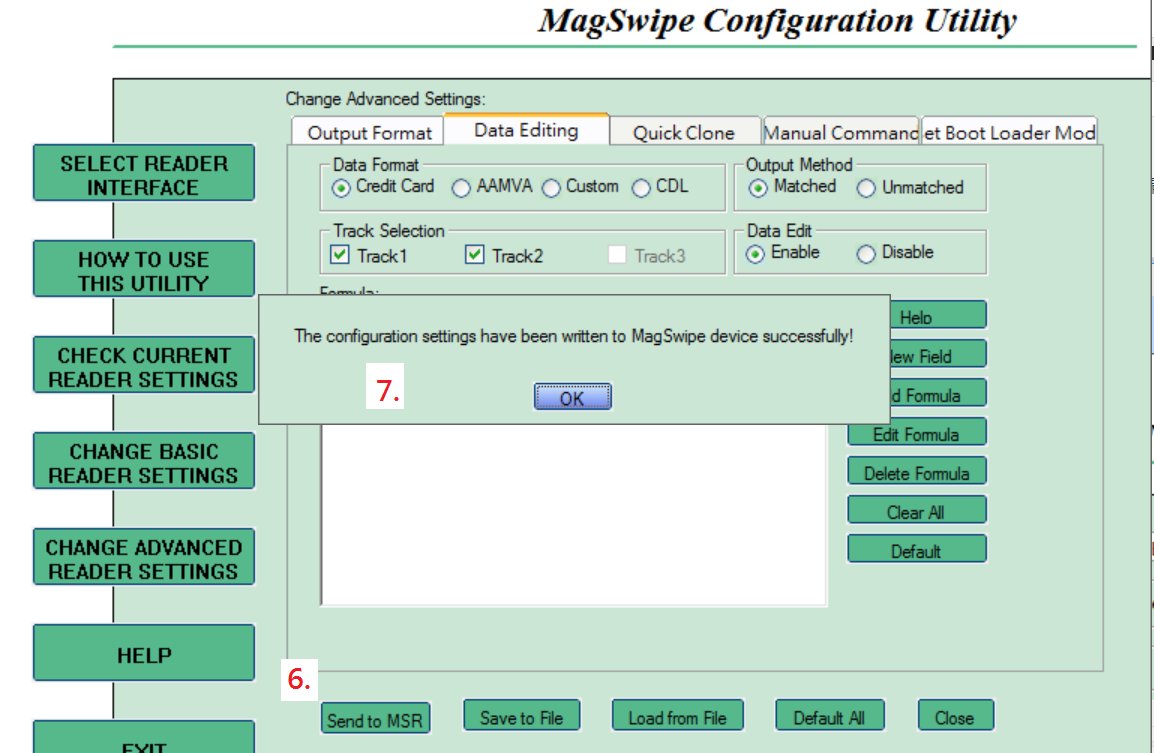 MagSwipe Configuration Utility
Change Advanced Settings:
Output Format
Data Editing
Quick Clone
Manual Command
et Boot Loader Mod
Data Format
Credit Card
AAMVA
Custom
CDL
Output Method
Matched
Unmatched
Track Selection
Track1
Track2
Track3
Data Edit
Enable
Disable
Formula:
The configuration settings have been written to MagSwipe device successfully!
7.
OK
Help
New Field
d Formula
Edit Formula
Delete Formula
Clear All
Default
SELECT READER
INTERFACE
HOW TO USE
THIS UTILITY
CHECK CURRENT
READER SETTINGS
CHANGE BASIC
READER SETTINGS
CHANGE ADVANCED
READER SETTINGS
HELP
EXIT
6.
Send to MSR
Save to File
Load from File
Default All
Close